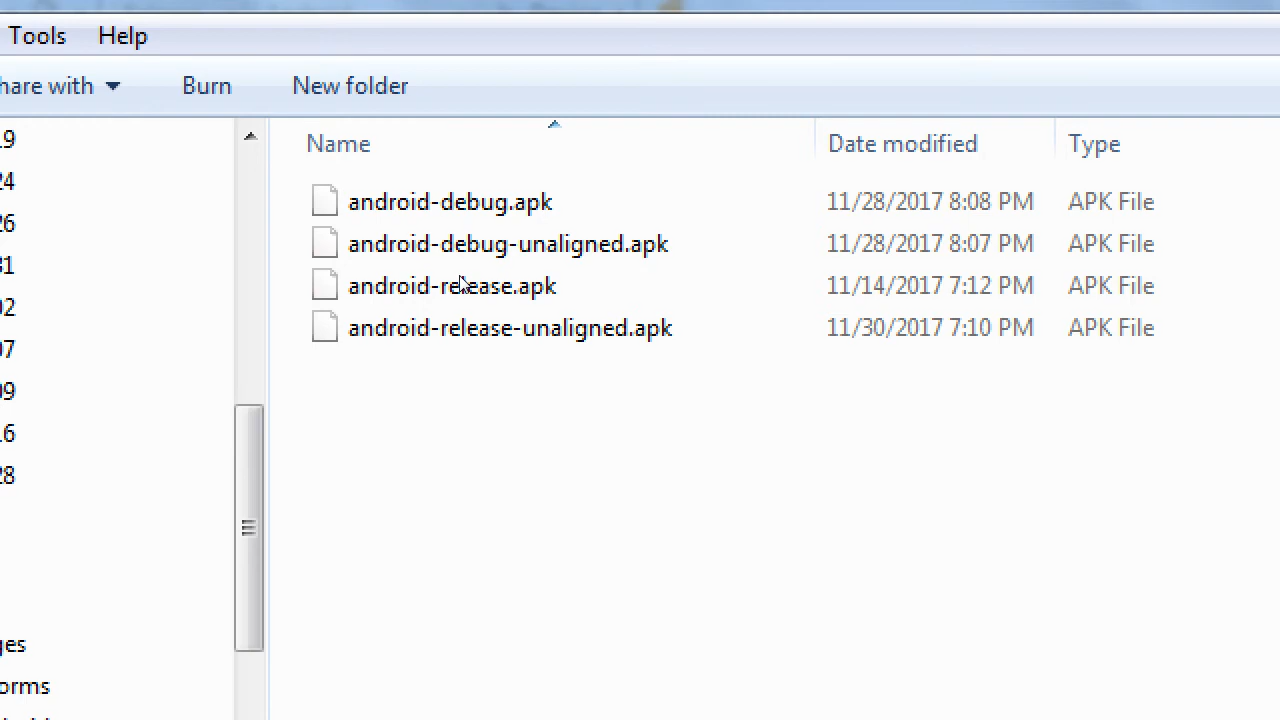 Tools Help
hare with Burn New folder
Name Date modified Type
android-debug.apk 11/28/2017 8:08 PM APK File
android-debug-unaligned.apk 11/28/2017 8:07 PM APK File
android-release.apk 11/14/2017 7:12 PM APK File
android-release-unaligned.apk 11/30/2017 7:10 PM APK File
19
24
26
31
02
07
09
16
28
ges
orms